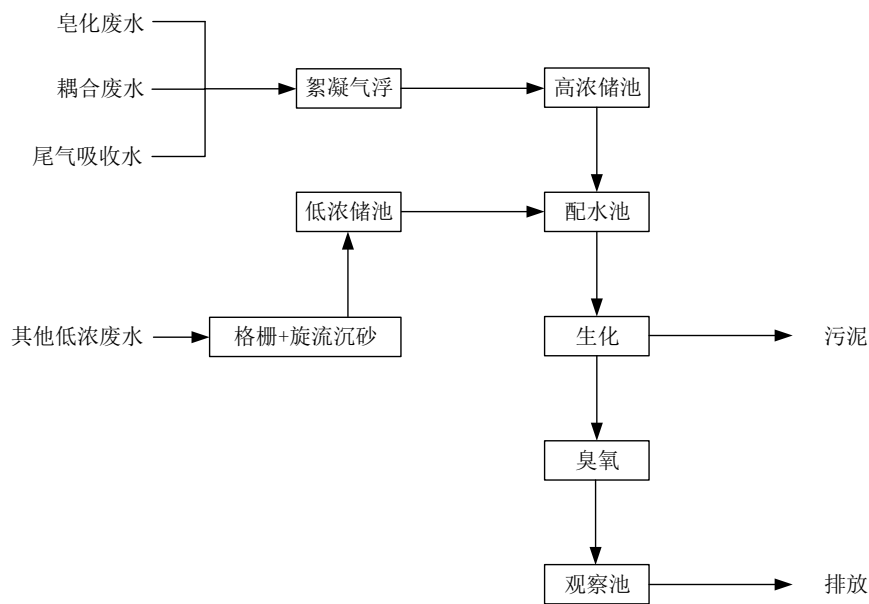 皂化废水
耦合废水
絮凝气浮
高浓储池
尾气吸收水
低浓储池
配水池
其他低浓废水
格栅+旋流沉砂
生化
污泥
臭氧
观察池
排放